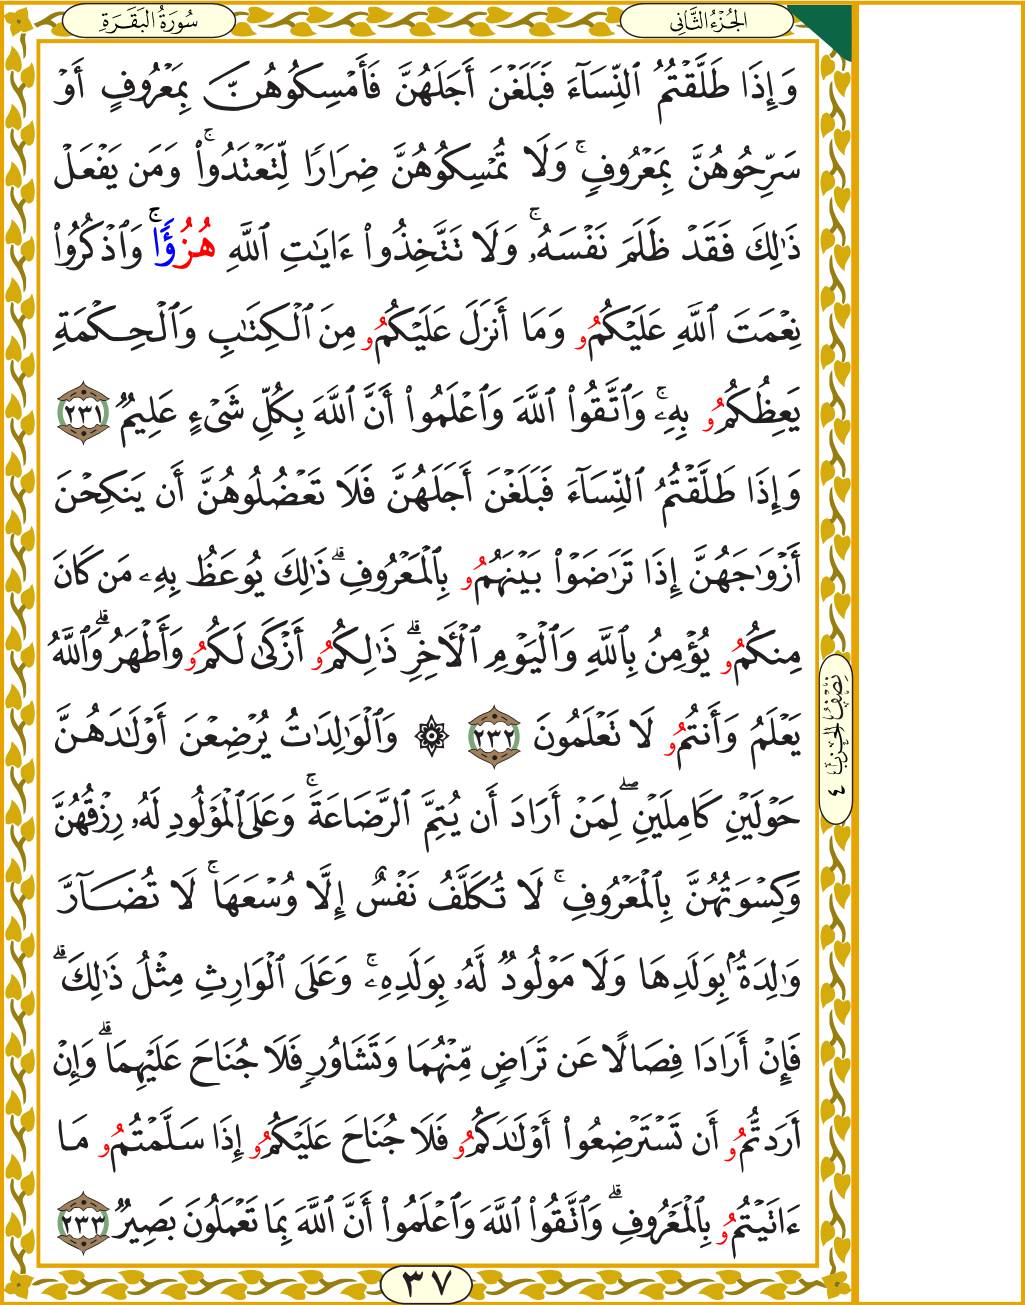 سُورَةُ البَقَرَةِ
الجُزْءُ الثَّانِي
وَإِذَا طَلَّقْتُمُ ٱلنِّسَآءَ فَبَلَغْنَ أَجَلَهُنَّ فَأَمْسِكُوهُنَّ بِمَعْرُوفٍ أَوْ
سَرِّحُوهُنَّ بِمَعْرُوفٍۚ وَلَا تُمْسِكُوهُنَّ ضِرَارًا لِّتَعْتَدُوا۟ۚ وَمَن يَفْعَلْ
ذَٰلِكَ فَقَدْ ظَلَمَ نَفْسَهُۥۚ وَلَا تَتَّخِذُوا۟ ءَايَٰتِ ٱللَّهِ هُزُؤًاۚ وَٱذْكُرُوا۟
نِعْمَتَ ٱللَّهِ عَلَيْكُمُو وَمَا أَنزَلَ عَلَيْكُمُو مِنَ ٱلْكِتَٰبِ وَٱلْحِكْمَةِ
يَعِظُكُمُو بِهِۦۚ وَٱتَّقُوا۟ ٱللَّهَ وَٱعْلَمُوا۟ أَنَّ ٱللَّهَ بِكُلِّ شَىْءٍ عَلِيمٌ ٢٣١
وَإِذَا طَلَّقْتُمُ ٱلنِّسَآءَ فَبَلَغْنَ أَجَلَهُنَّ فَلَا تَعْضُلُوهُنَّ أَن يَنكِحْنَ
أَزْوَٰجَهُنَّ إِذَا تَرَٰضَوْا۟ بَيْنَهُمُو بِٱلْمَعْرُوفِۗ ذَٰلِكَ يُوعَظُ بِهِۦ مَن كَانَ
مِنكُمُو يُؤْمِنُ بِٱللَّهِ وَٱلْيَوْمِ ٱلْأَخِرِۗ ذَٰلِكُمُو أَزْكَىٰ لَكُمُو وَأَطْهَرُۗ وَٱللَّهُ
يَعْلَمُ وَأَنتُمُو لَا تَعْلَمُونَ ٢٣٢ ۞ وَٱلْوَٰلِدَٰتُ يُرْضِعْنَ أَوْلَٰدَهُنَّ
حَوْلَيْنِ كَامِلَيْنِۖ لِمَنْ أَرَادَ أَن يُتِمَّ ٱلرَّضَاعَةَۚ وَعَلَى ٱلْمَوْلُودِ لَهُۥ رِزْقُهُنَّ
وَكِسْوَتُهُنَّ بِٱلْمَعْرُوفِۚ لَا تُكَلَّفُ نَفْسٌ إِلَّا وُسْعَهَاۚ لَا تُضَآرَّ
وَٰلِدَةٌۢ بِوَلَدِهَا وَلَا مَوْلُودٌ لَّهُۥ بِوَلَدِهِۦۚ وَعَلَى ٱلْوَارِثِ مِثْلُ ذَٰلِكَۗ
فَإِنْ أَرَادَا فِصَالًا عَن تَرَاضٍ مِّنْهُمَا وَتَشَاوُرٍ فَلَا جُنَاحَ عَلَيْهِمَاۗ وَإِنْ
أَرَدتُّمُو أَن تَسْتَرْضِعُوا۟ أَوْلَٰدَكُمُو فَلَا جُنَاحَ عَلَيْكُمُو إِذَا سَلَّمْتُمُو مَا
ءَاتَيْتُمُو بِٱلْمَعْرُوفِۗ وَٱتَّقُوا۟ ٱللَّهَ وَٱعْلَمُوا۟ أَنَّ ٱللَّهَ بِمَا تَعْمَلُونَ بَصِيرٌ ٢٣٣
نِصْفُ الحِزْبِ ٤
٣٧